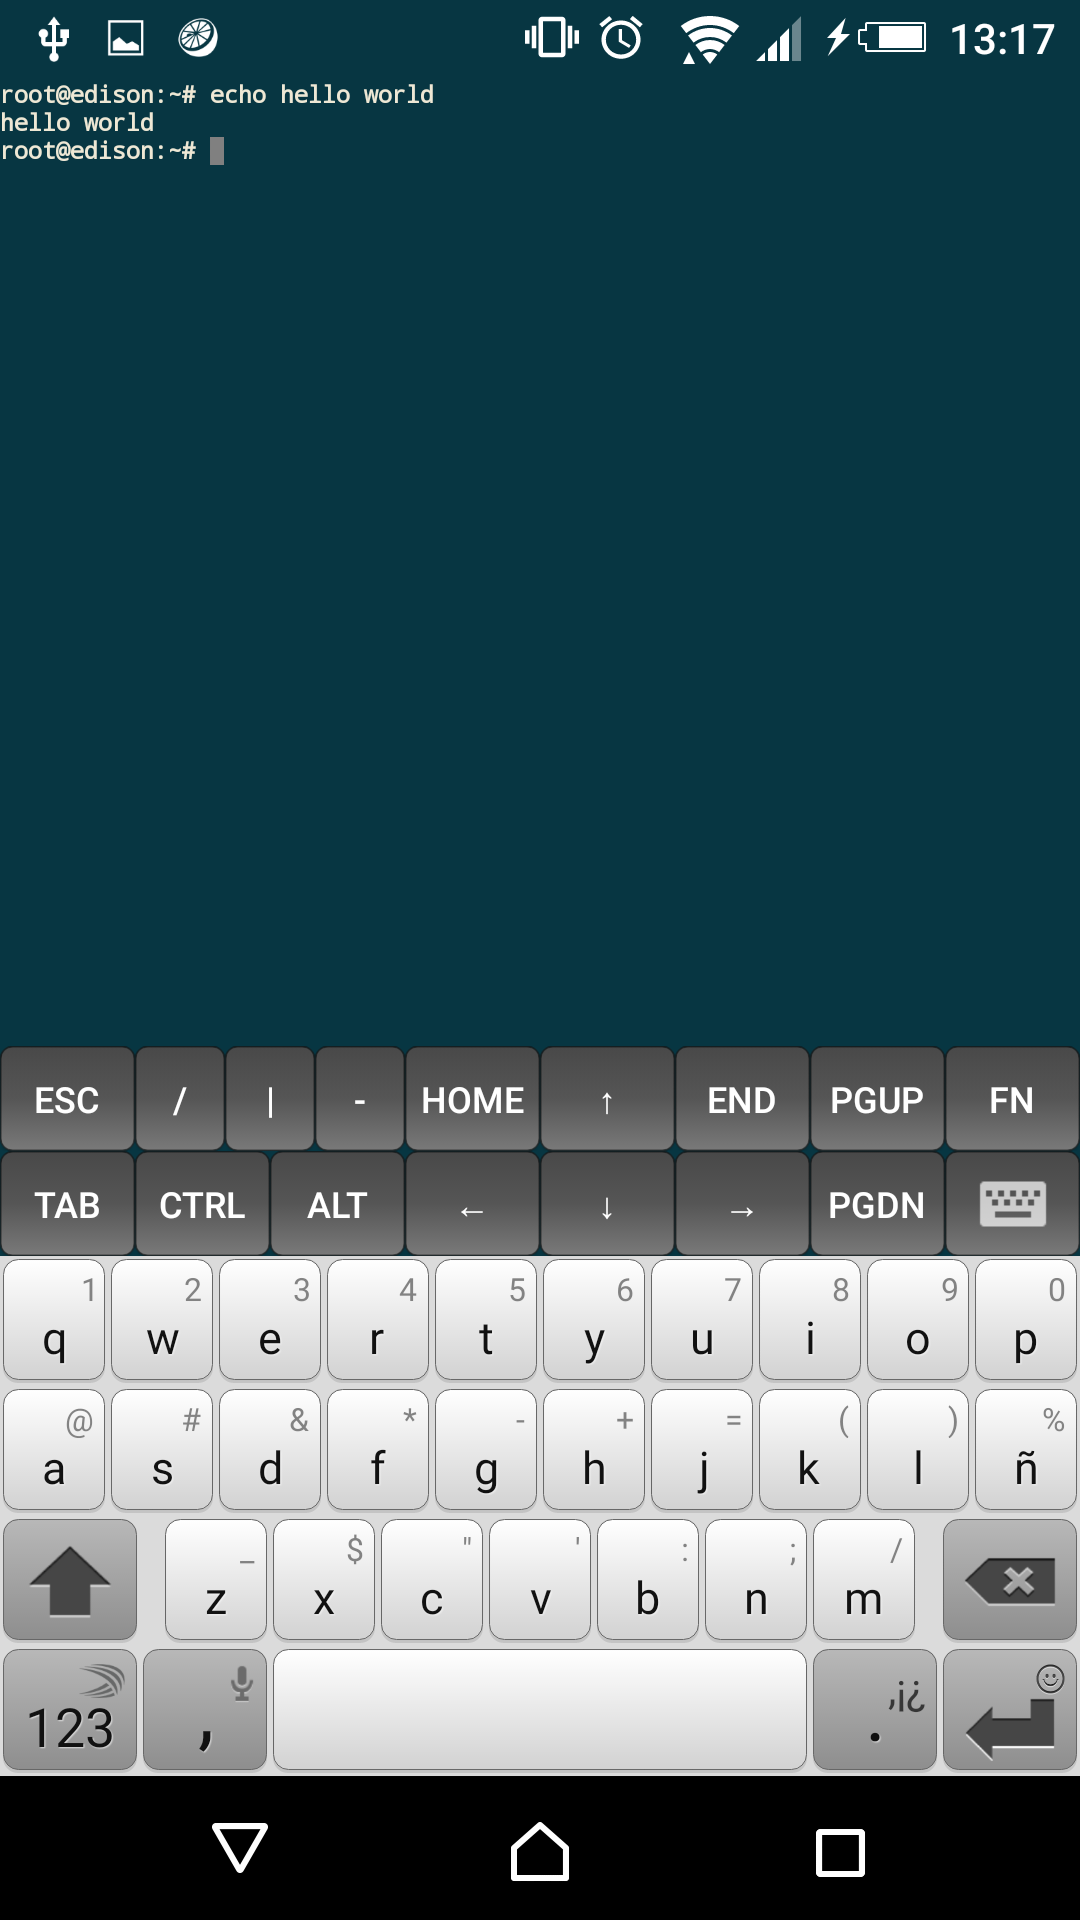 13:17
root@edison:~# echo hello world
hello world
root@edison:~#
ESC / | - HOME ↑ END PGUP FN
TAB CTRL ALT ← ↓ → PGDN
1 2 3 4 5 6 7 8 9 0
q w e r t y u i o p
@ # & * - + = ( ) %
a s d f g h j k l ñ
_ $ " ' : ; /
z x c v b n m
,¡¿
123 , .